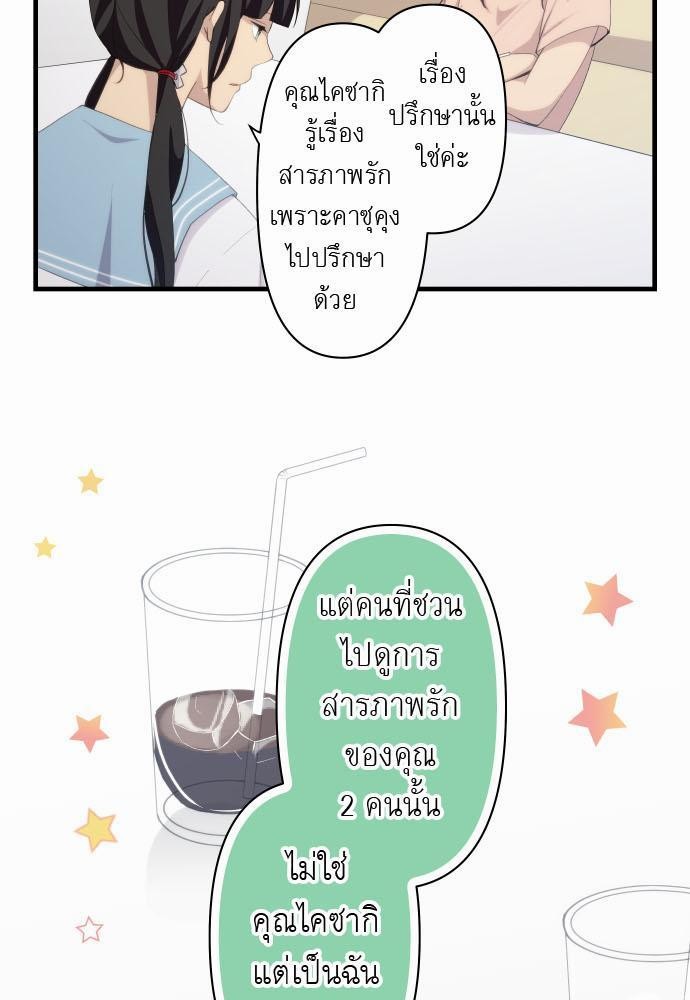 เรื่อง
ปรึกษานั้น
ใช่ค่ะ
คุณไคซากิ
รู้เรื่อง
สารภาพรัก
เพราะคาซุคุง
ไปปรึกษา
ด้วย
แต่คนที่ชวน
ไปดูการ
สารภาพรัก
ของคุณ
2 คนนั้น
ไม่ใช่
คุณไคซากิ
แต่เป็นฉัน